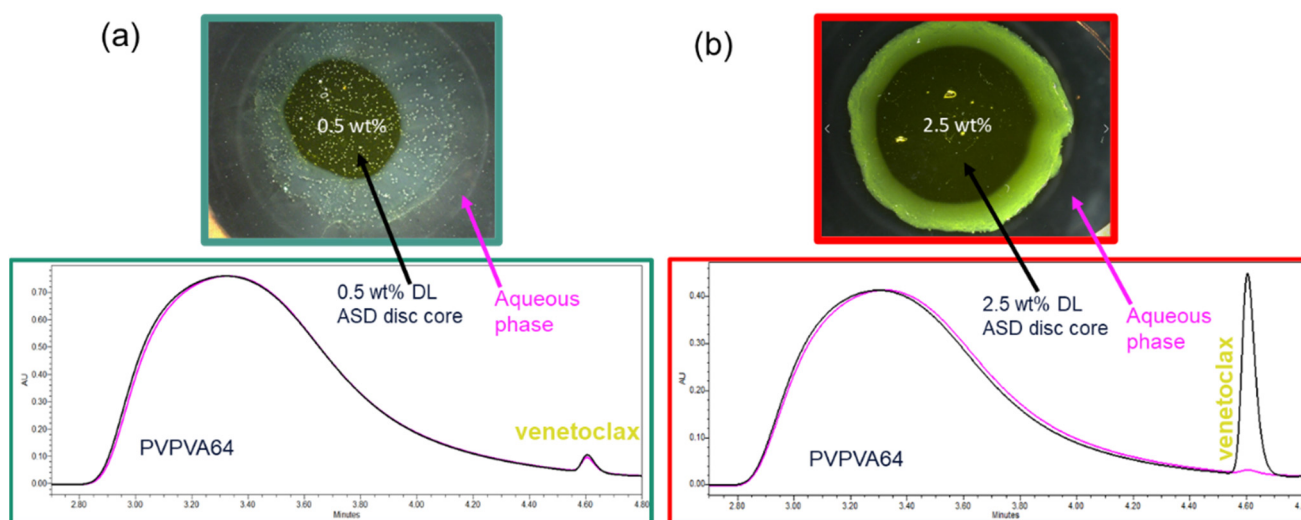 (a)
0.5 wt%
0.5 wt% DL
ASD disc core
Aqueous
phase
venetoclax
PVPVA64
AU
0.70
0.60
0.50
0.40
0.30
0.20
0.10
0.00
2.80 3.00 3.20 3.40 3.60 3.80 4.00 4.20 4.40 4.60 4.80
Minutes
(b)
2.5 wt%
2.5 wt% DL
ASD disc core
Aqueous
phase
venetoclax
PVPVA64
AU
0.40
0.30
0.20
0.10
0.00
2.80 3.00 3.20 3.40 3.60 3.80 4.00 4.20 4.40 4.60
Minutes